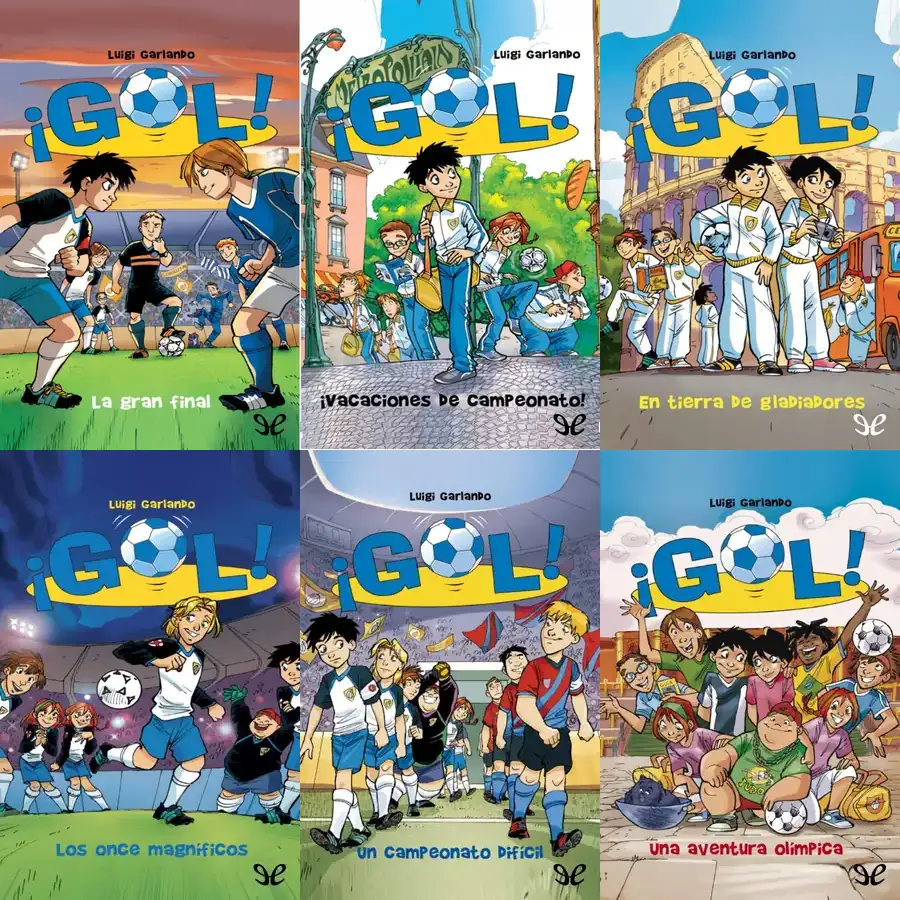 Luigi Garlando
¡GOL!
La gran final
Metropolitain
Luigi Garlando
¡GOL!
¡Vacaciones de campeonato!
Luigi Garlando
¡GOL!
En tierra de gladiadores
Luigi Garlando
¡GOL!
Los once magníficos
Luigi Garlando
¡GOL!
Un campeonato difícil
Luigi Garlando
¡GOL!
Una aventura olímpica